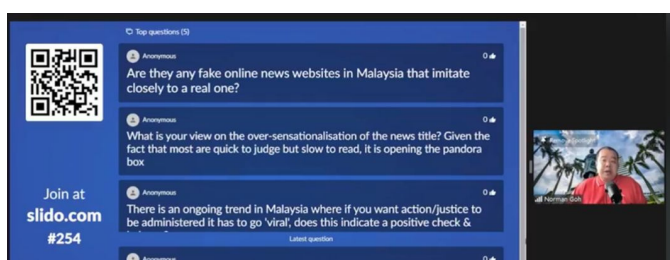 Top questions (5)
Anonymous
0
Are they any fake online news websites in Malaysia that imitate
closely to a real one?
Anonymous
0
What is your view on the over-sensationalisation of the news title? Given the
fact that most are quick to judge but slow to read, it is opening the pandora
box
Anonymous
0
There is an ongoing trend in Malaysia where if you want action/justice to
be administered it has to go 'viral', does this indicate a positive check &
Latest question
Anonymous
0
Join at
slido.com
#254
Norman Goh